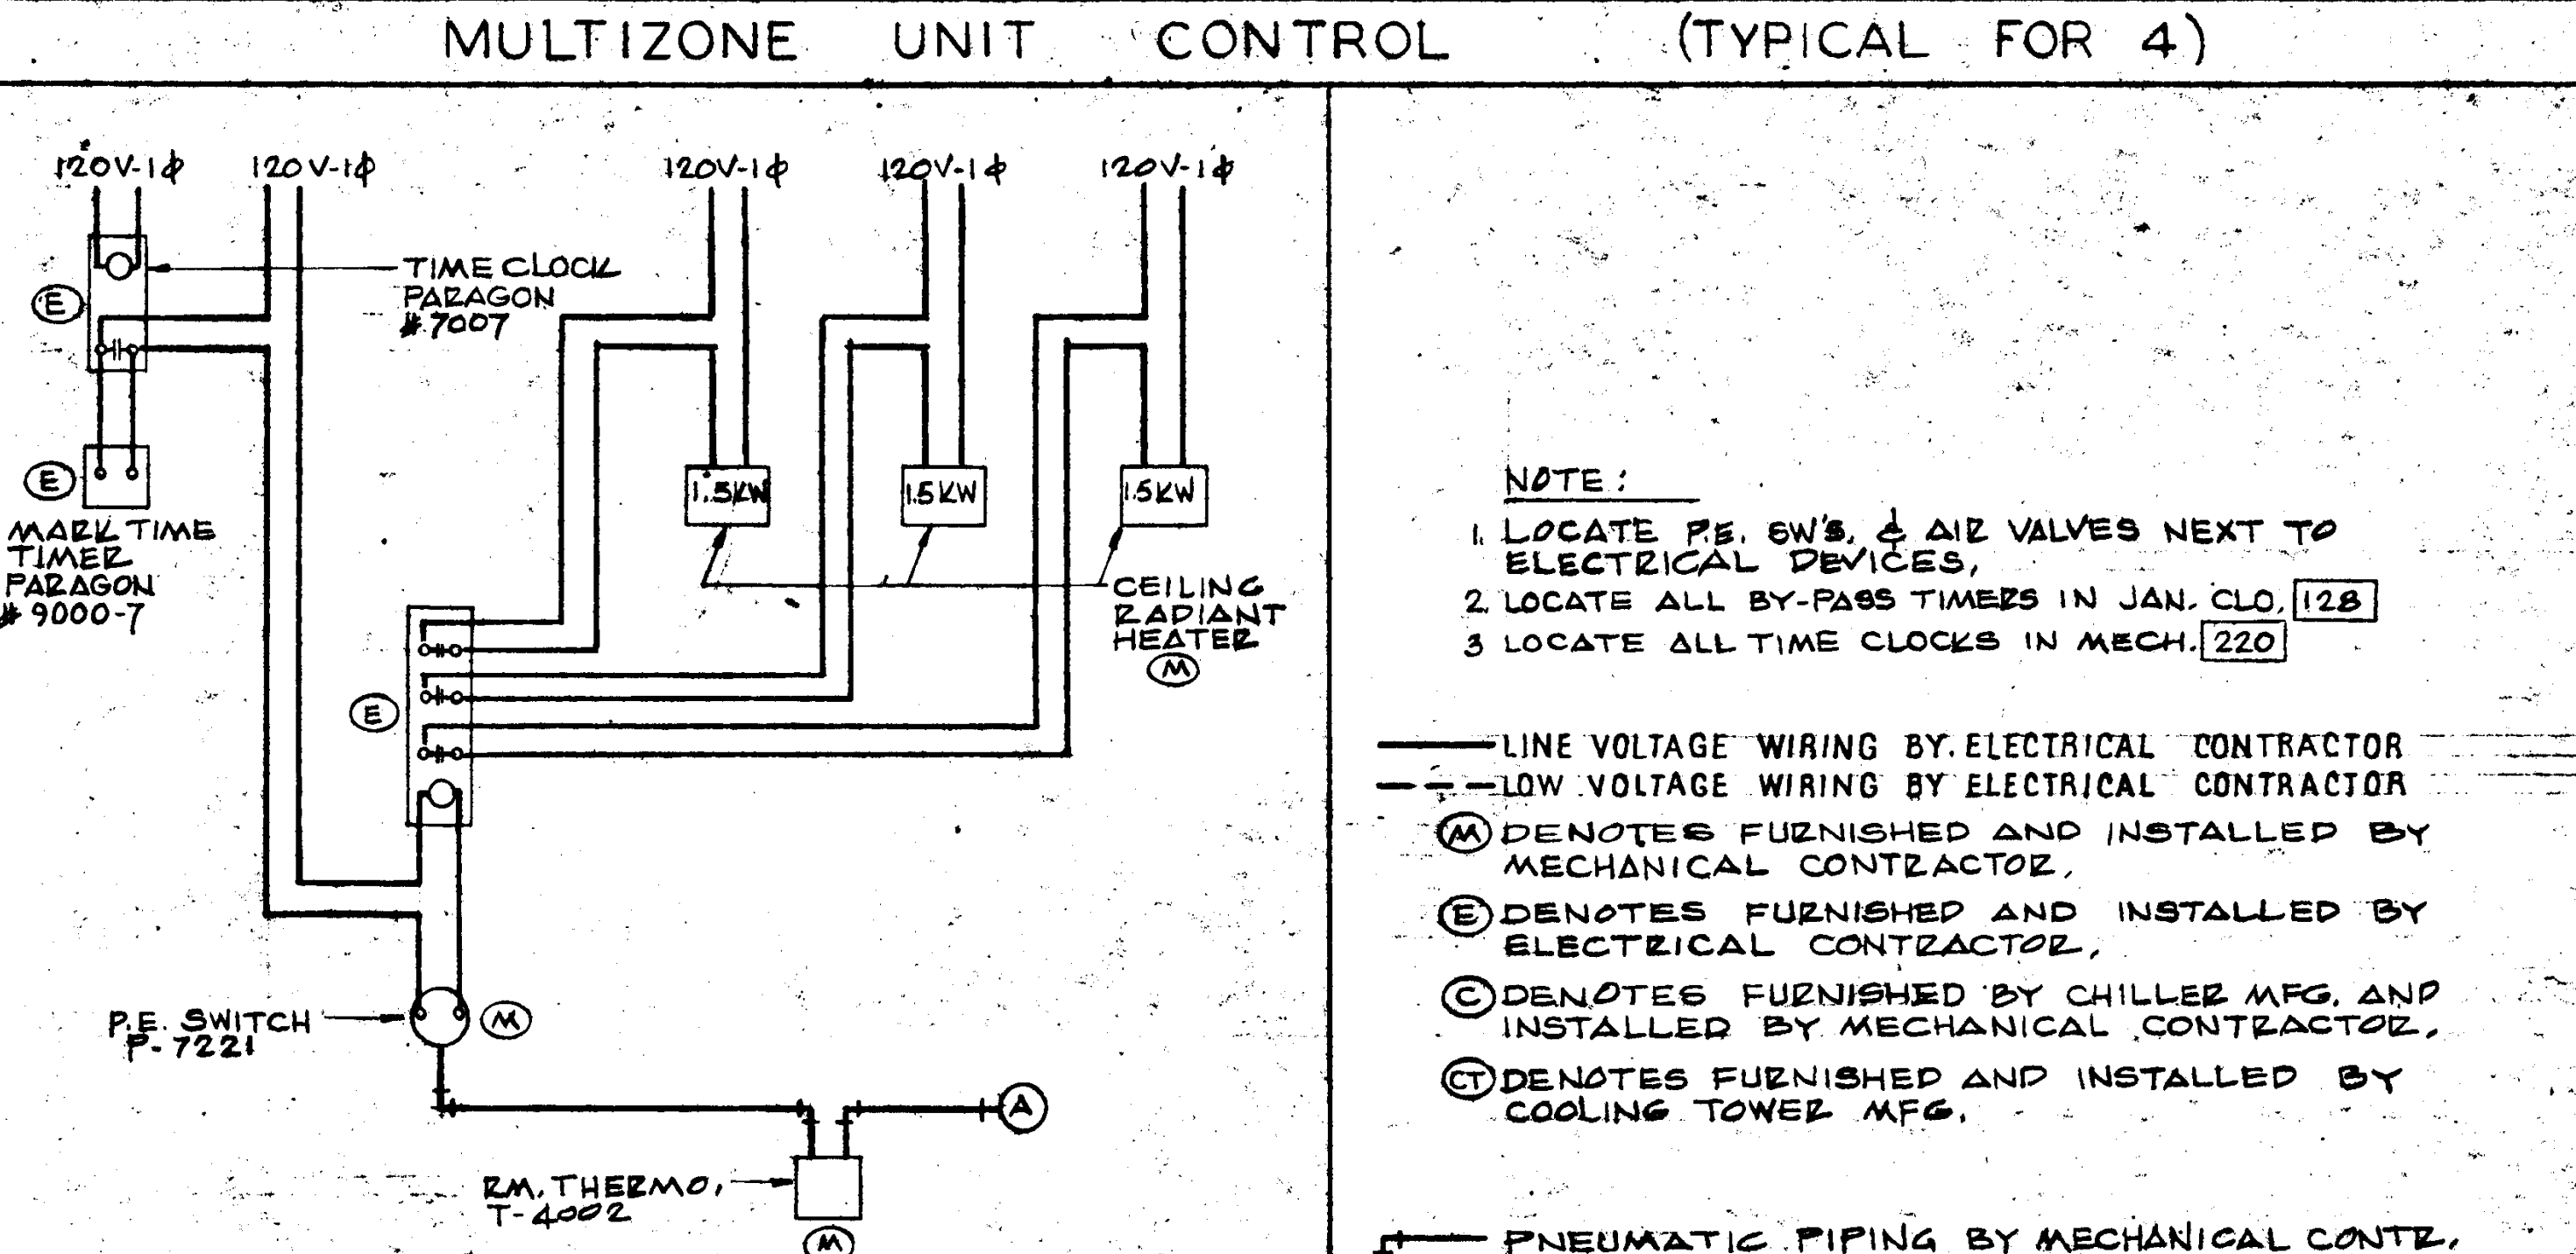 MULTIZONE UNIT CONTROL (TYPICAL FOR 4)
120V-1ϕ 120V-1ϕ 120V-1ϕ 120V-1ϕ 120V-1ϕ
TIME CLOCK
PARAGON
#7007
E
E
MARK TIME
TIMER
PARAGON
#9000-7
1.5KW 1.5KW 1.5KW
CEILING
RADIANT
HEATER
M
E
P.E. SWITCH
P-7221
M
A
RM. THERMO.
T-4002
M
NOTE:
1. LOCATE P.E. SW'S. & AIR VALVES NEXT TO
ELECTRICAL DEVICES.
2. LOCATE ALL BY-PASS TIMERS IN JAN. CLO. 128
3 LOCATE ALL TIME CLOCKS IN MECH. 220
LINE VOLTAGE WIRING BY ELECTRICAL CONTRACTOR
LOW VOLTAGE WIRING BY ELECTRICAL CONTRACTOR
M DENOTES FURNISHED AND INSTALLED BY
MECHANICAL CONTRACTOR.
E DENOTES FURNISHED AND INSTALLED BY
ELECTRICAL CONTRACTOR.
C DENOTES FURNISHED BY CHILLER MFG. AND
INSTALLED BY MECHANICAL CONTRACTOR.
CT DENOTES FURNISHED AND INSTALLED BY
COOLING TOWER MFG.
PNEUMATIC PIPING BY MECHANICAL CONTR.